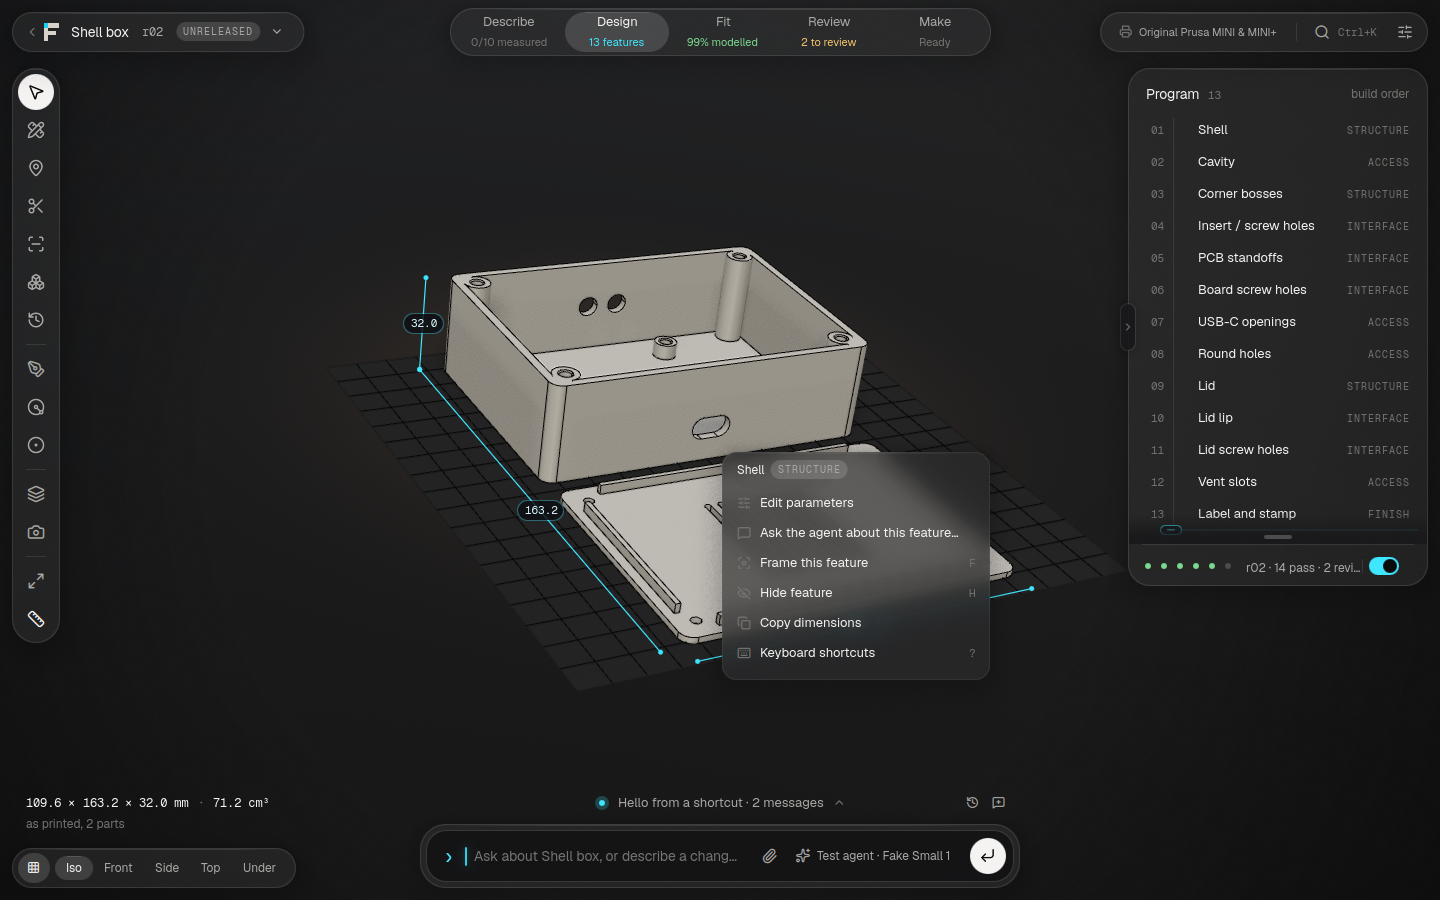 Shell box r02 UNRELEASED
Describe
0/10 measured
Design
13 features
Fit
99% modelled
Review
2 to review
Make
Ready
Original Prusa MINI & MINI+
Ctrl+K
Program 13 build order
01 Shell STRUCTURE
02 Cavity ACCESS
03 Corner bosses STRUCTURE
04 Insert / screw holes INTERFACE
05 PCB standoffs INTERFACE
06 Board screw holes INTERFACE
07 USB-C openings ACCESS
08 Round holes ACCESS
09 Lid STRUCTURE
10 Lid lip INTERFACE
11 Lid screw holes INTERFACE
12 Vent slots ACCESS
13 Label and stamp FINISH
r02 · 14 pass · 2 revi…
32.0
163.2
Shell STRUCTURE
Edit parameters
Ask the agent about this feature…
Frame this feature F
Hide feature H
Copy dimensions
Keyboard shortcuts ?
109.6 × 163.2 × 32.0 mm · 71.2 cm³
as printed, 2 parts
Iso Front Side Top Under
Hello from a shortcut · 2 messages
Ask about Shell box, or describe a chang…
Test agent · Fake Small 1